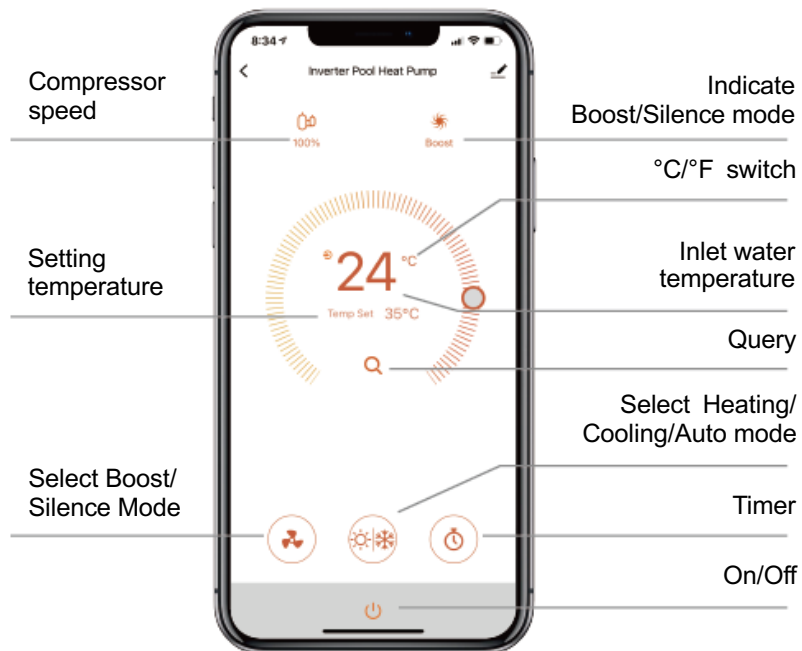 8:34
Inverter Pool Heat Pump
Compressor
speed
Indicate
Boost/Silence mode
100%
Boost
°C/°F switch
Setting
temperature
24 °C
Inlet water
temperature
Temp Set 35°C
Query
Select Heating/
Cooling/Auto mode
Select Boost/
Silence Mode
Timer
On/Off